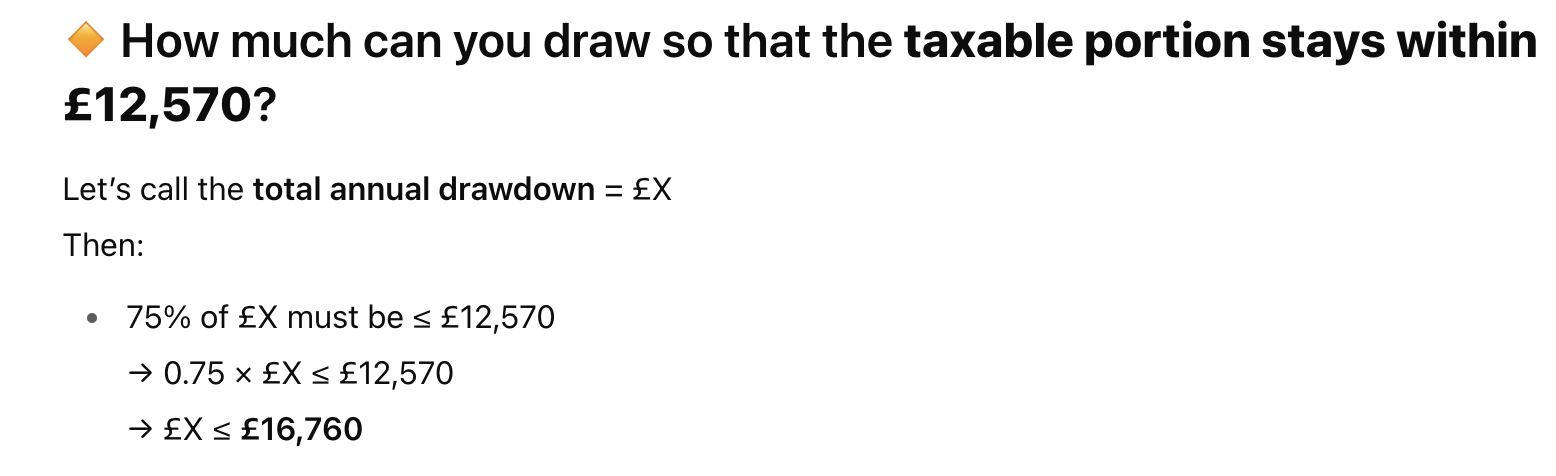 🔶 How much can you draw so that the taxable portion stays within
£12,570?
Let’s call the total annual drawdown = £X
Then:
• 75% of £X must be ≤ £12,570
→ 0.75 × £X ≤ £12,570
→ £X ≤ £16,760